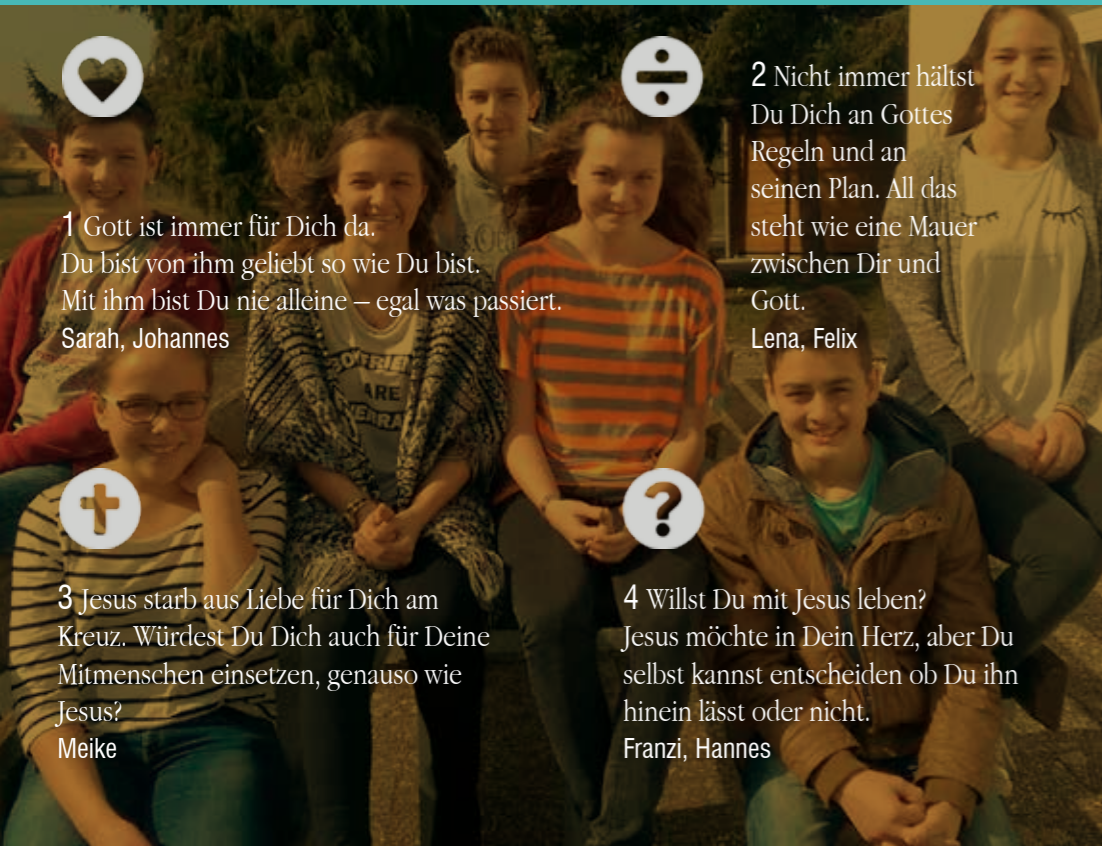 1 Gott ist immer für Dich da.
Du bist von ihm geliebt so wie Du bist.
Mit ihm bist Du nie alleine – egal was passiert.
Sarah, Johannes
2 Nicht immer hältst
Du Dich an Gottes
Regeln und an
seinen Plan. All das
steht wie eine Mauer
zwischen Dir und
Gott.
Lena, Felix
3 Jesus starb aus Liebe für Dich am
Kreuz. Würdest Du Dich auch für Deine
Mitmenschen einsetzen, genauso wie
Jesus?
Meike
4 Willst Du mit Jesus leben?
Jesus möchte in Dein Herz, aber Du
selbst kannst entscheiden ob Du ihn
hinein lässt oder nicht.
Franzi, Hannes
ARE